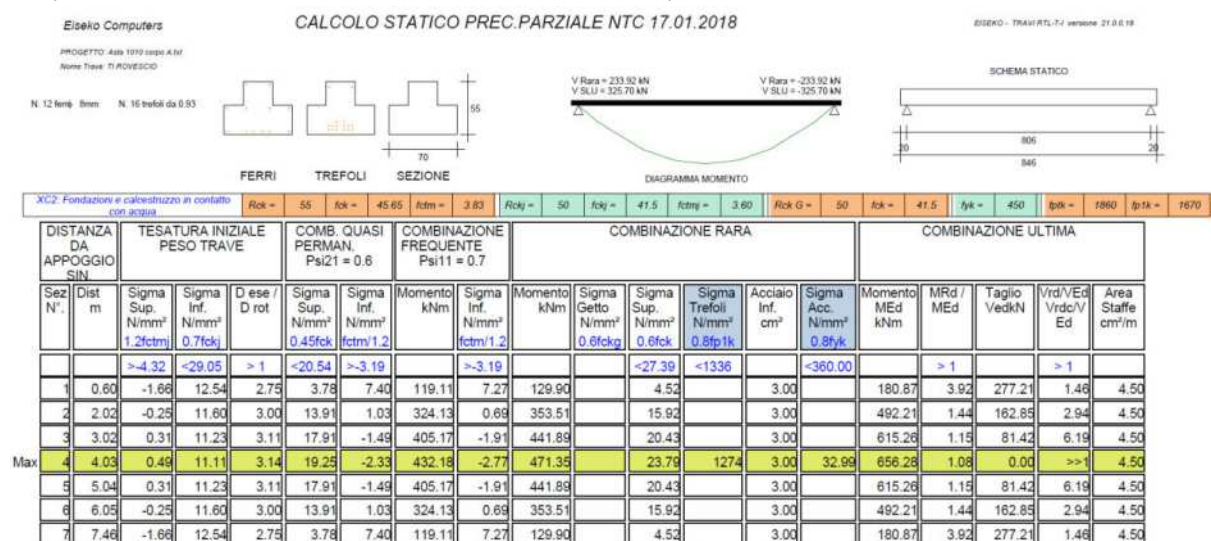 Eiseko Computers
CALCOLO STATICO PREC.PARZIALE NTC 17.01.2018
EISEKO - TRAVI RTL-T-I versione 21.0.0.18
PROGETTO: Asta 1010 corpo A.txt
Nome Trave: TI ROVESCIO
N. 12 ferri 8mm N. 16 trefoli da 0.93
55
70
FERRI TREFOLI SEZIONE
V Rara = 233.92 kN V Rara = -233.92 kN
V SLU = 325.70 kN V SLU = -325.70 kN
DIAGRAMMA MOMENTO
SCHEMA STATICO
20 806 20
846
XC2: Fondazioni e calcestruzzo in contatto con acqua Rck = 55 fck = 45.65 fctm = 3.83 Rckj = 50 fckj = 41.5 fctmj = 3.60 Rck G = 50 fck = 41.5 fyk = 450 fptk = 1860 fp1k = 1670
DISTANZA DA APPOGGIO SIN. TESATURA INIZIALE PESO TRAVE COMB. QUASI PERMAN. Psi21 = 0.6 COMBINAZIONE FREQUENTE Psi11 = 0.7 COMBINAZIONE RARA COMBINAZIONE ULTIMA
Sez N°. Dist m Sigma Sup. N/mm² 1.2fctmj Sigma Inf. N/mm² 0.7fckj D ese / D rot Sigma Sup. N/mm² 0.45fck Sigma Inf. N/mm² fctm/1.2 Momento kNm Sigma Inf. N/mm² fctm/1.2 Momento kNm Sigma Getto N/mm² 0.6fckg Sigma Sup. N/mm² 0.6fck Sigma Trefoli N/mm² 0.8fp1k Acciaio Inf. cm² Sigma Acc. N/mm² 0.8fyk Momento MEd kNm MRd / MEd Taglio VedkN Vrd/VEd Vrdc/V Ed Area Staffe cm²/m
>-4.32 <29.05 > 1 <20.54 >-3.19 >-3.19 <27.39 <1336 <360.00 > 1 > 1
1 0.60 -1.66 12.54 2.75 3.78 7.40 119.11 7.27 129.90 4.52 3.00 180.87 3.92 277.21 1.46 4.50
2 2.02 -0.25 11.60 3.00 13.91 1.03 324.13 0.69 353.51 15.92 3.00 492.21 1.44 162.85 2.94 4.50
3 3.02 0.31 11.23 3.11 17.91 -1.49 405.17 -1.91 441.89 20.43 3.00 615.26 1.15 81.42 6.19 4.50
Max 4 4.03 0.49 11.11 3.14 19.25 -2.33 432.18 -2.77 471.35 23.79 1274 3.00 32.99 656.28 1.08 0.00 >>1 4.50
5 5.04 0.31 11.23 3.11 17.91 -1.49 405.17 -1.91 441.89 20.43 3.00 615.26 1.15 81.42 6.19 4.50
6 6.05 -0.25 11.60 3.00 13.91 1.03 324.13 0.69 353.51 15.92 3.00 492.21 1.44 162.85 2.94 4.50
7 7.46 -1.66 12.54 2.75 3.78 7.40 119.11 7.27 129.90 4.52 3.00 180.87 3.92 277.21 1.46 4.50